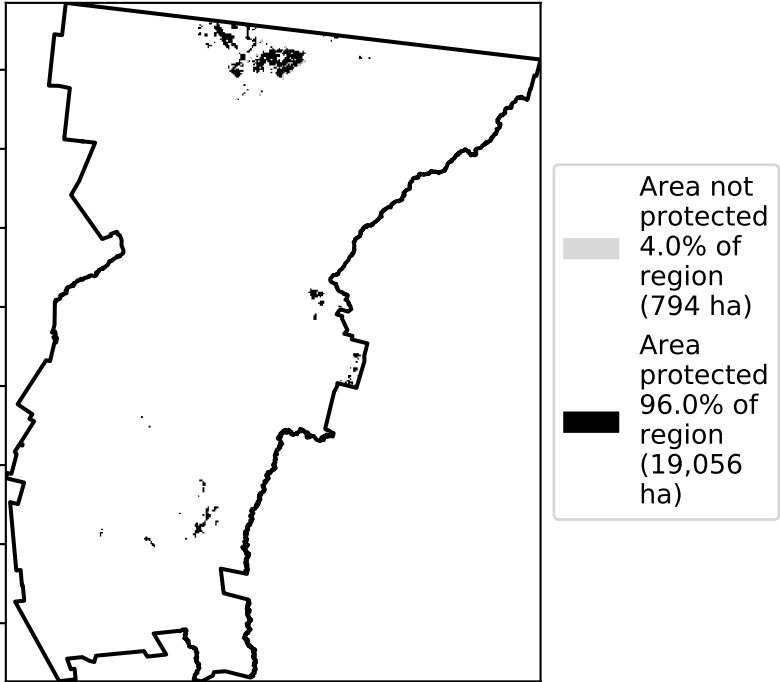 Area not
protected
4.0% of
region
(794 ha)
Area
protected
96.0% of
region
(19,056
ha)